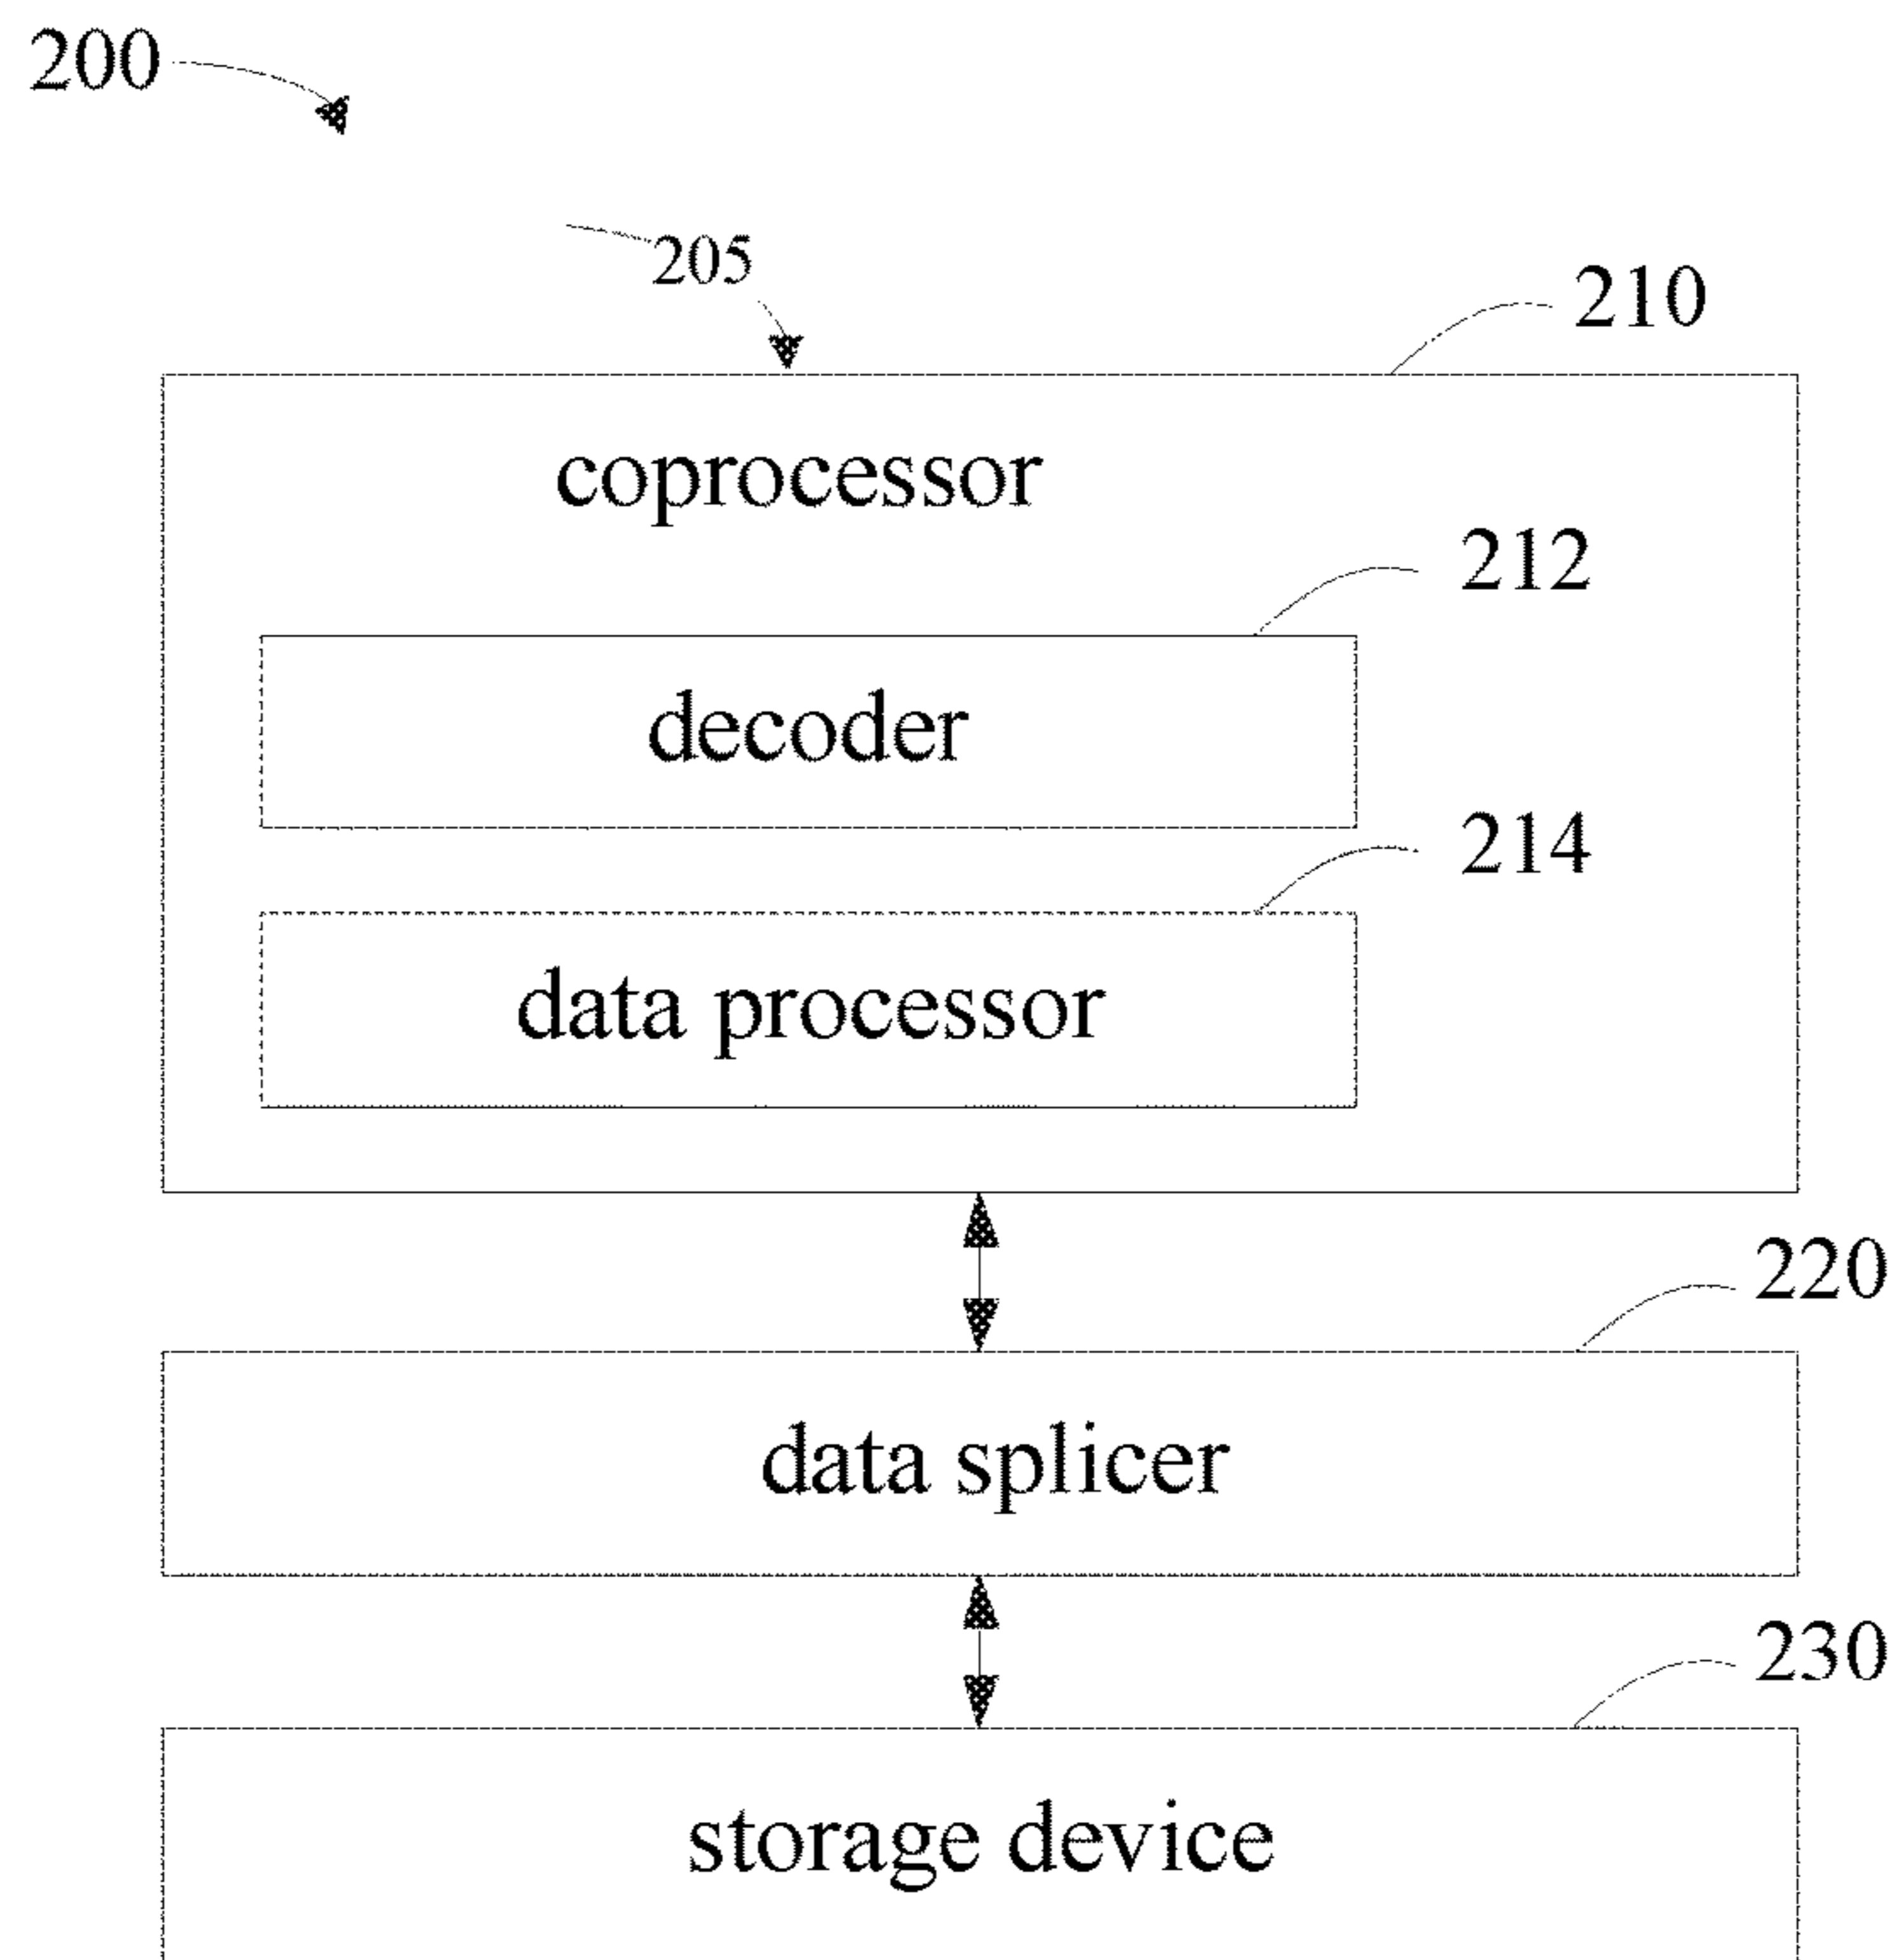 200
205
210
coprocessor
212
decoder
214
data processor
220
data splicer
230
storage device